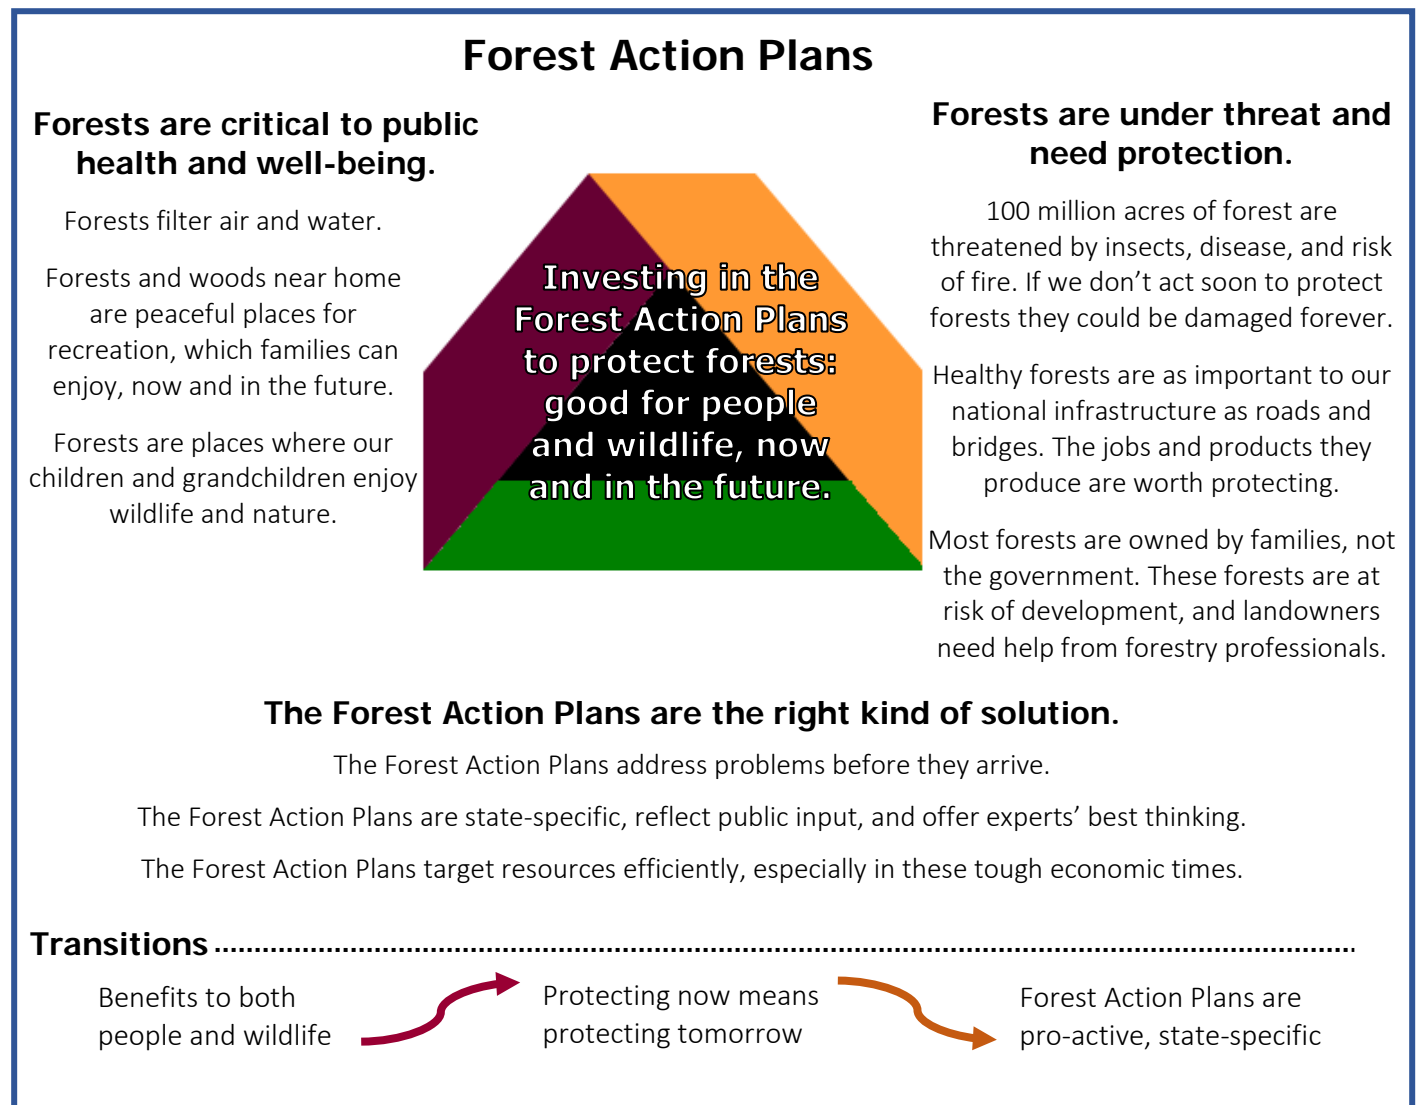 Forest Action Plans
Forests are critical to public
health and well-being.
Forests filter air and water.
Forests and woods near home
are peaceful places for
recreation, which families can
enjoy, now and in the future.
Forests are places where our
children and grandchildren enjoy
wildlife and nature.
Investing in the
Forest Action Plans
to protect forests:
good for people
and wildlife, now
and in the future.
Forests are under threat and
need protection.
100 million acres of forest are
threatened by insects, disease, and risk
of fire. If we don’t act soon to protect
forests they could be damaged forever.
Healthy forests are as important to our
national infrastructure as roads and
bridges. The jobs and products they
produce are worth protecting.
Most forests are owned by families, not
the government. These forests are at
risk of development, and landowners
need help from forestry professionals.
The Forest Action Plans are the right kind of solution.
The Forest Action Plans address problems before they arrive.
The Forest Action Plans are state-specific, reflect public input, and offer experts’ best thinking.
The Forest Action Plans target resources efficiently, especially in these tough economic times.
Transitions
Benefits to both
people and wildlife
Protecting now means
protecting tomorrow
Forest Action Plans are
pro-active, state-specific